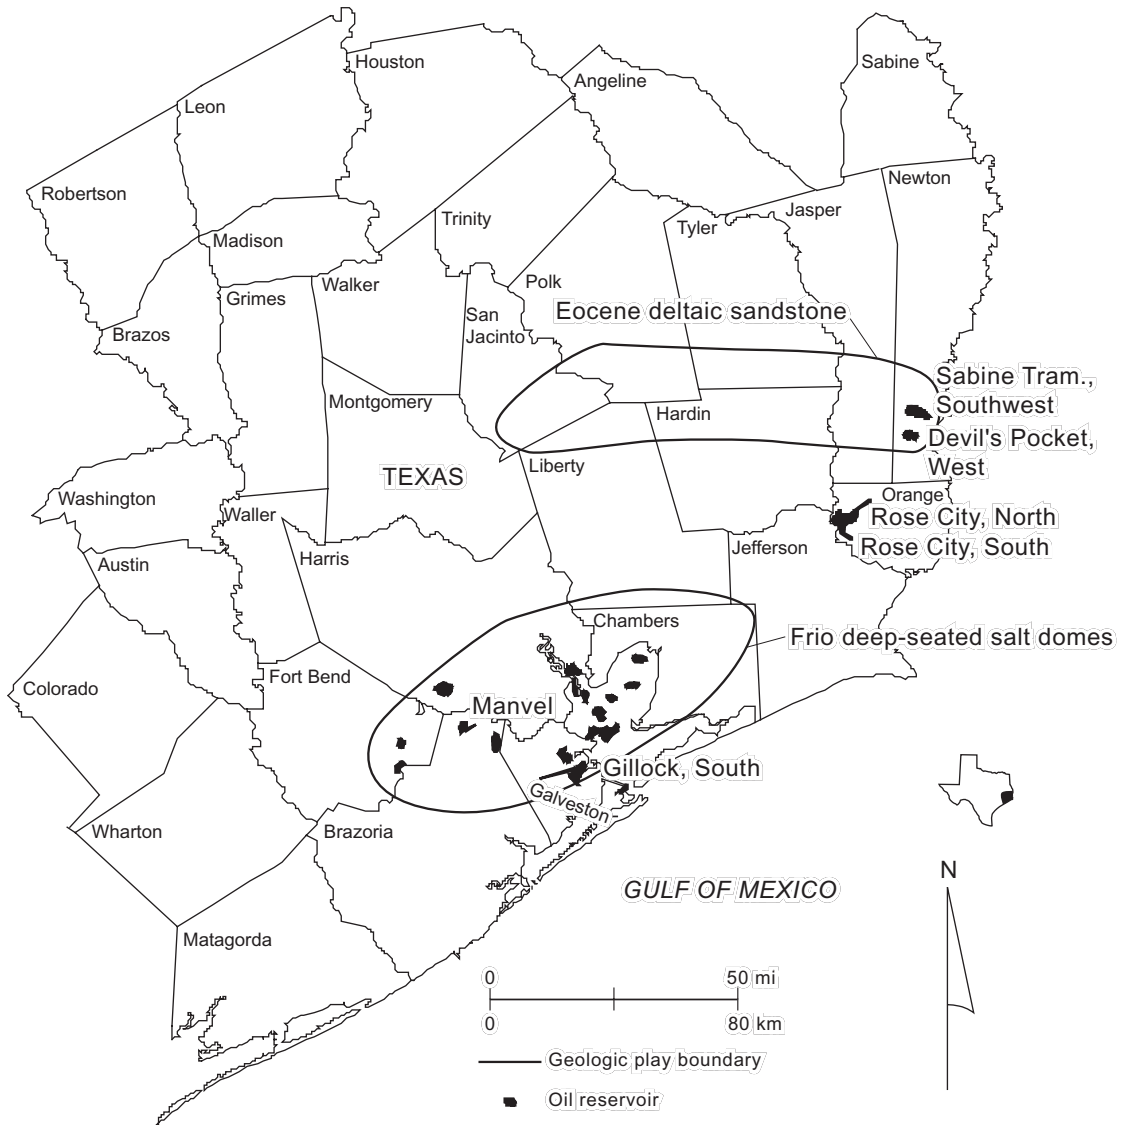 Houston
Sabine
Angeline
Leon
Newton
Robertson
Jasper
Trinity
Tyler
Madison
Polk
Walker
Grimes
Eocene deltaic sandstone
San
Jacinto
Brazos
Sabine Tram.,
Southwest
Montgomery
Hardin
Devil's Pocket,
West
Liberty
TEXAS
Washington
Orange
Waller
Rose City, North
Rose City, South
Jefferson
Harris
Austin
Chambers
Frio deep-seated salt domes
Fort Bend
Colorado
Manvel
Gillock, South
Galveston
Wharton
Brazoria
N
GULF OF MEXICO
Matagorda
0 50 mi
0 80 km
Geologic play boundary
Oil reservoir